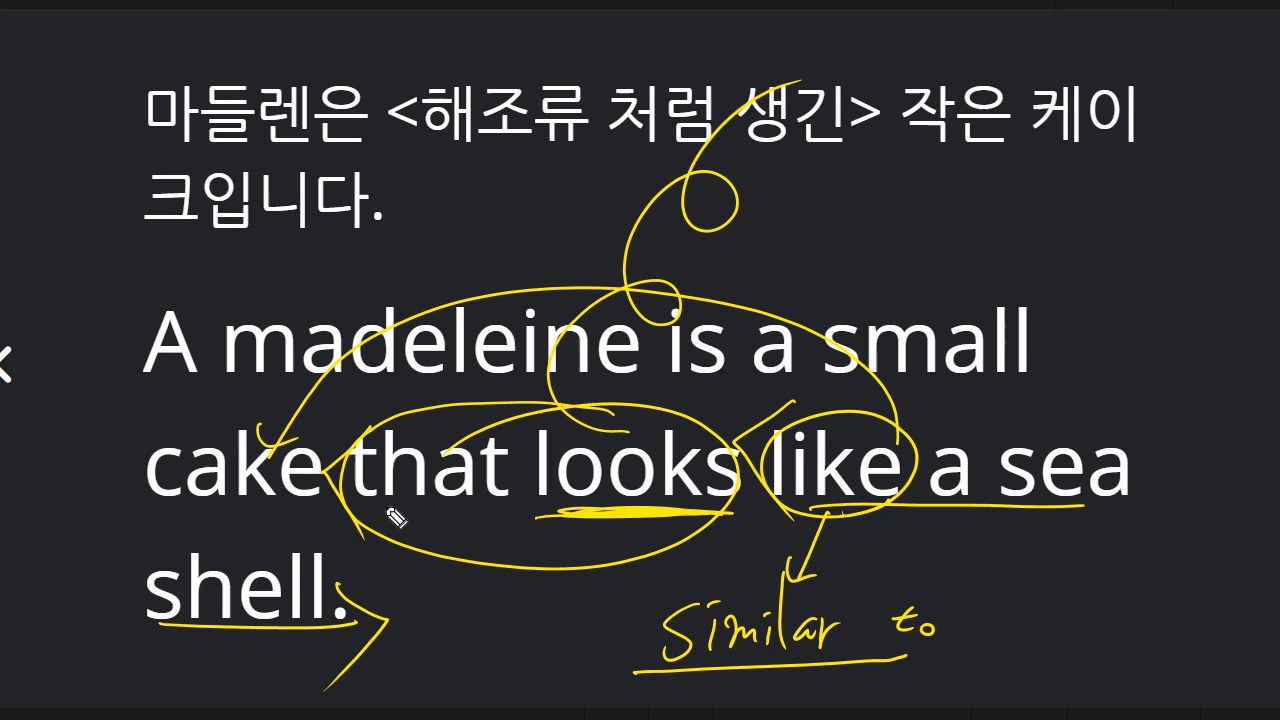 마들렌은 <해조류 처럼 생긴> 작은 케이
크입니다.
A madeleine is a small
cake that looks like a sea
shell.
similar to